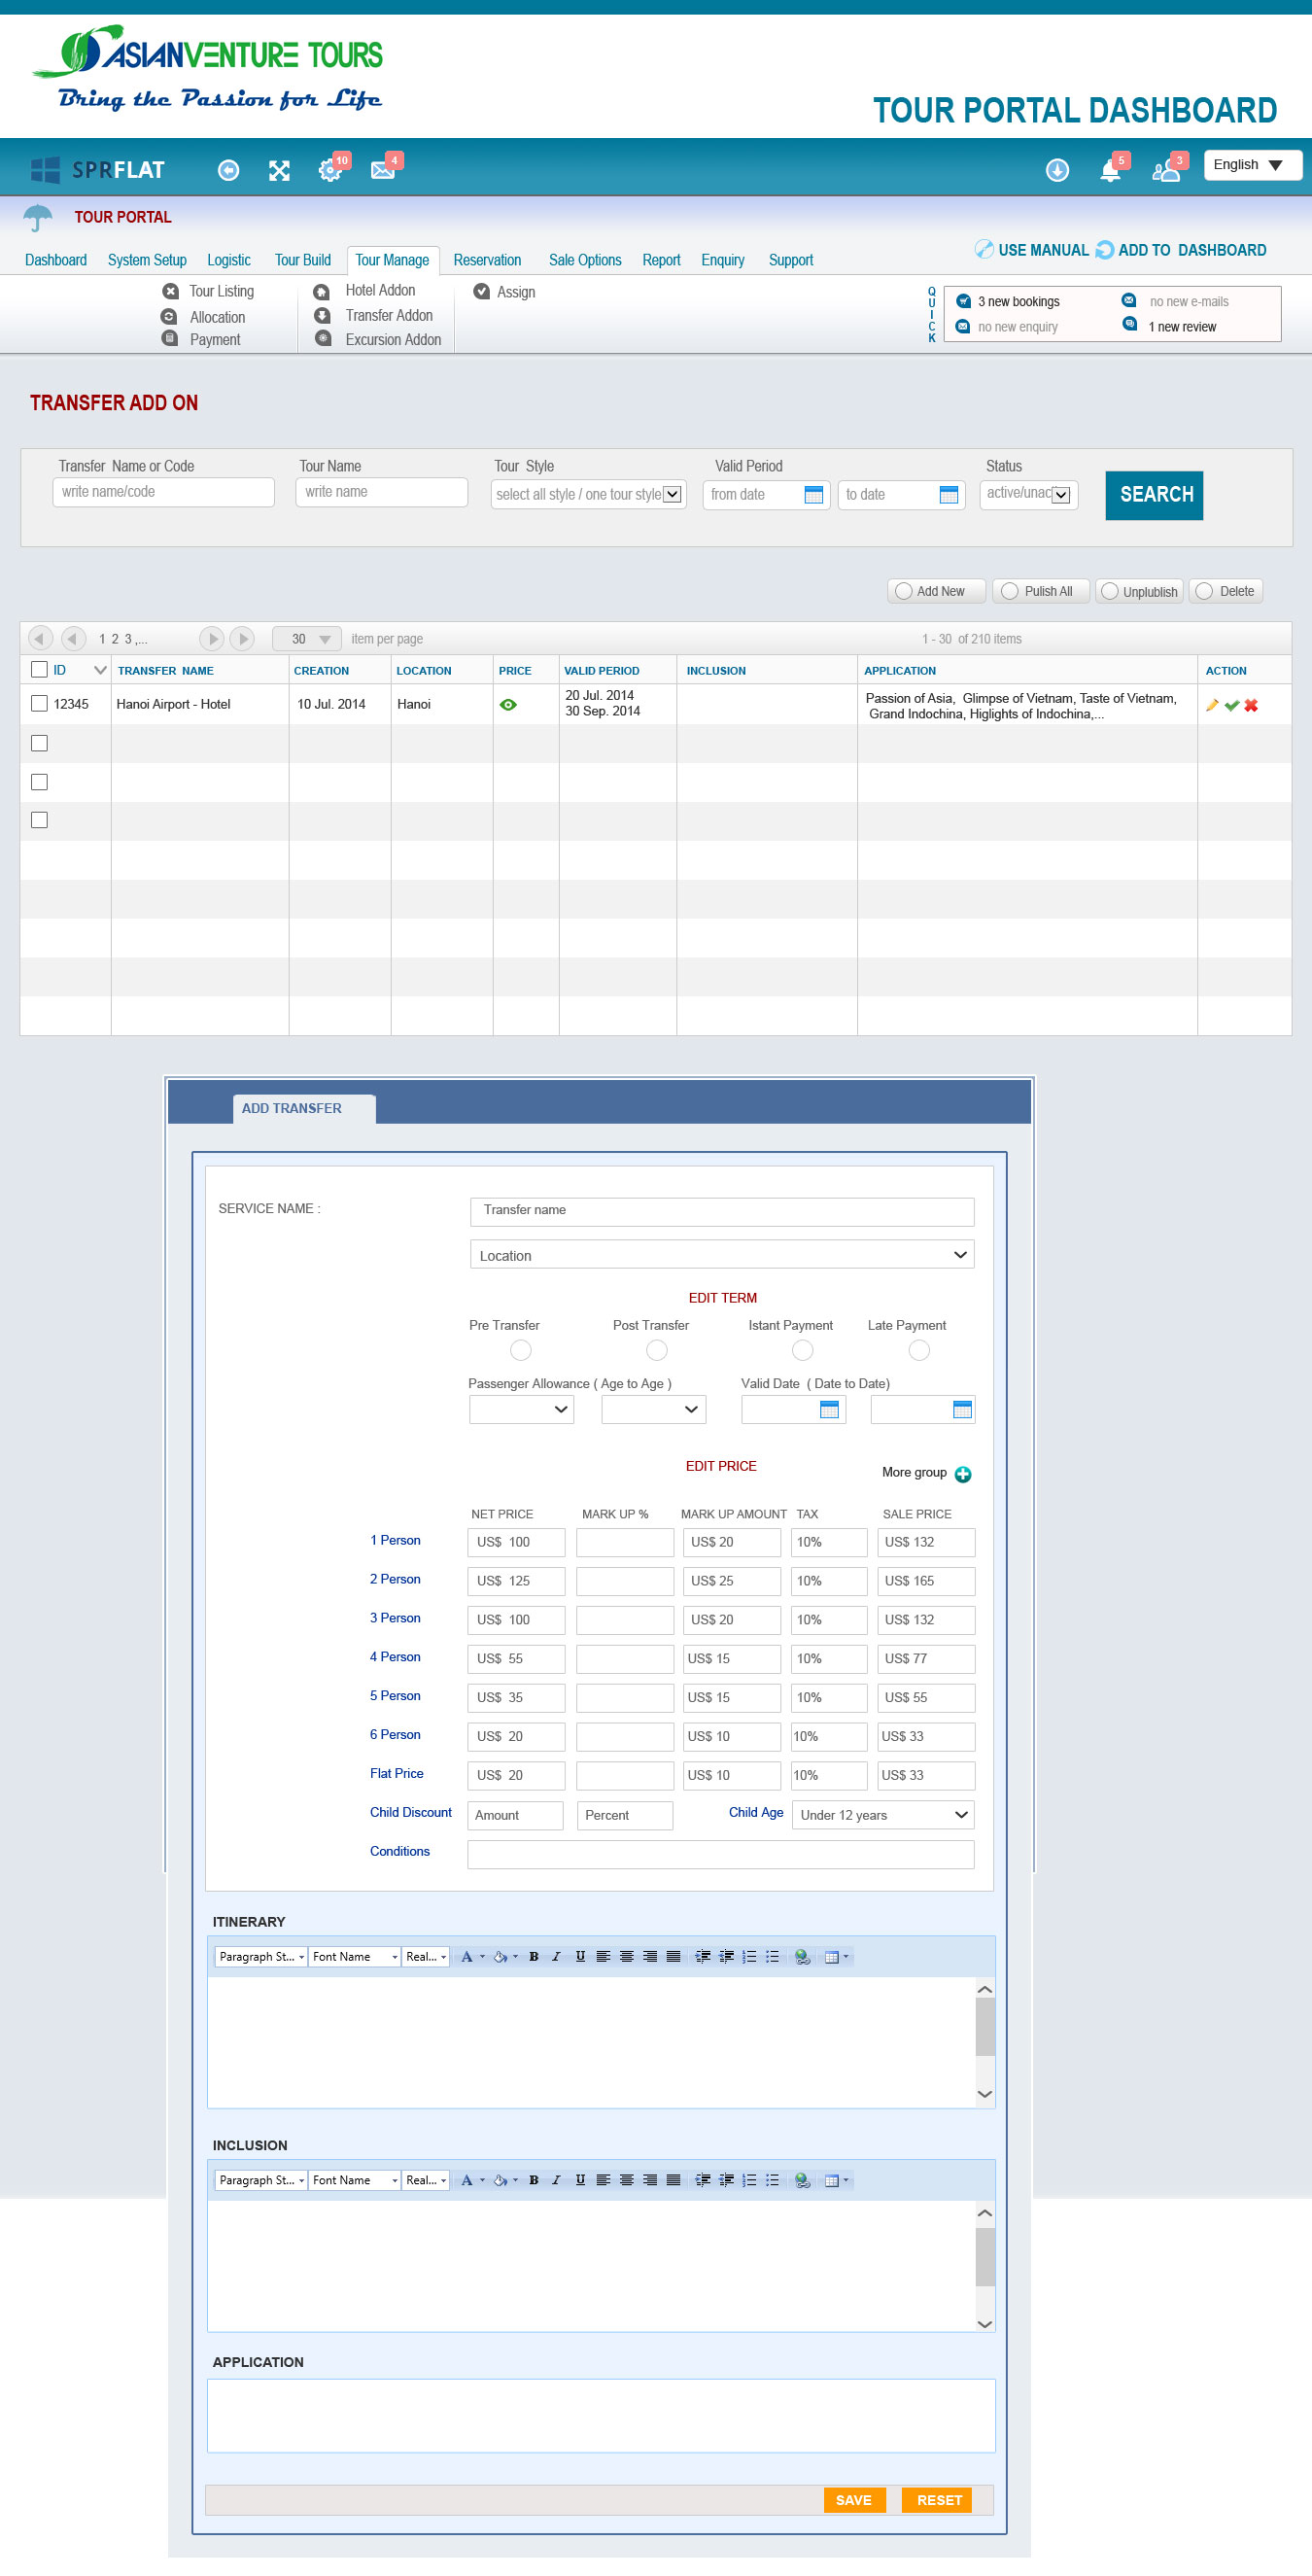 ASIANVENTURE TOURS
Bring the Passion for Life
TOUR PORTAL DASHBOARD
SPRFLAT
10
4
5
3
English
TOUR PORTAL
Dashboard System Setup Logistic Tour Build Tour Manage Reservation Sale Options Report Enquiry Support
USE MANUAL ADD TO DASHBOARD
Tour Listing Hotel Addon Assign
Allocation Transfer Addon
Payment Excursion Addon
QUICK
3 new bookings no new e-mails
no new enquiry 1 new review
TRANSFER ADD ON
Transfer Name or Code Tour Name Tour Style Valid Period Status
write name/code write name select all style / one tour style from date to date active/unac
SEARCH
Add New Pulish All Unplublish Delete
1 2 3 ,... 30 item per page 1 - 30 of 210 items
ID TRANSFER NAME CREATION LOCATION PRICE VALID PERIOD INCLUSION APPLICATION ACTION
12345 Hanoi Airport - Hotel 10 Jul. 2014 Hanoi 20 Jul. 2014 Passion of Asia, Glimpse of Vietnam, Taste of Vietnam,
30 Sep. 2014 Grand Indochina, Higlights of Indochina,...
ADD TRANSFER
SERVICE NAME : Transfer name
Location
EDIT TERM
Pre Transfer Post Transfer Istant Payment Late Payment
Passenger Allowance ( Age to Age ) Valid Date ( Date to Date)
EDIT PRICE More group
NET PRICE MARK UP % MARK UP AMOUNT TAX SALE PRICE
1 Person US$ 100 US$ 20 10% US$ 132
2 Person US$ 125 US$ 25 10% US$ 165
3 Person US$ 100 US$ 20 10% US$ 132
4 Person US$ 55 US$ 15 10% US$ 77
5 Person US$ 35 US$ 15 10% US$ 55
6 Person US$ 20 US$ 10 10% US$ 33
Flat Price US$ 20 US$ 10 10% US$ 33
Child Discount Amount Percent Child Age Under 12 years
Conditions
ITINERARY
Paragraph St... Font Name Real... A B I U
INCLUSION
Paragraph St... Font Name Real... A B I U
APPLICATION
SAVE RESET